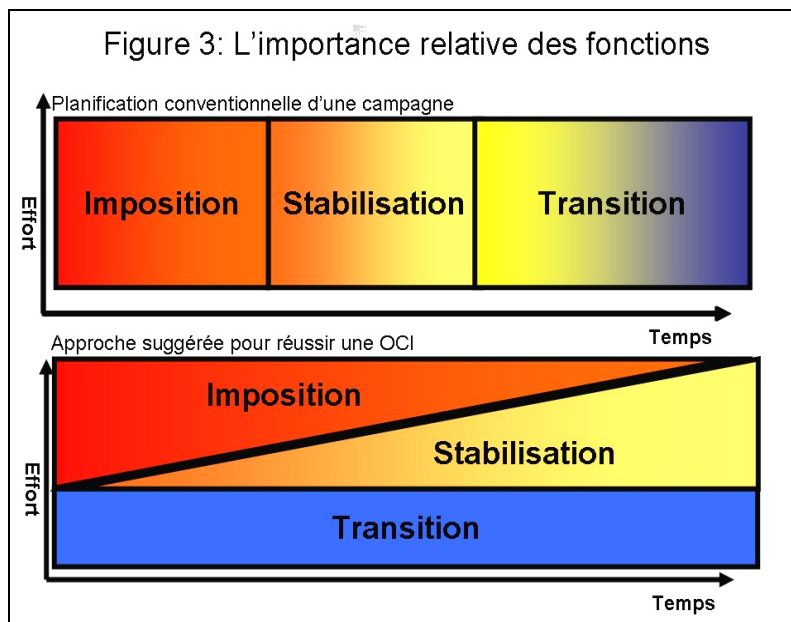 Figure 3: L'importance relative des fonctions
Planification conventionnelle d'une campagne
Effort
Imposition
Stabilisation
Transition
Temps
Approche suggérée pour réussir une OCI
Effort
Imposition
Stabilisation
Transition
Temps